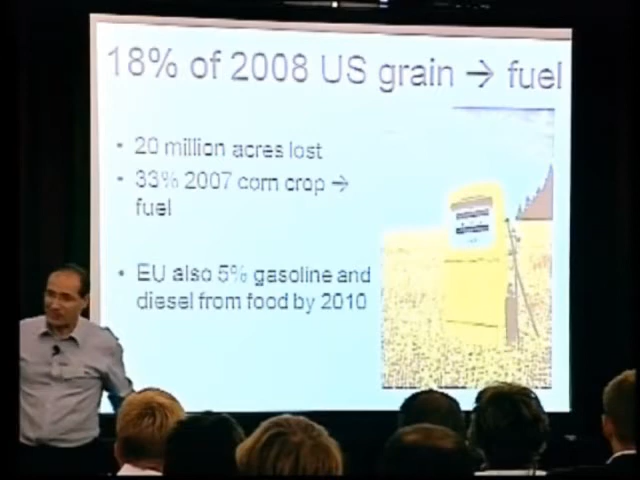 18% of 2008 US grain → fuel
• 20 million acres lost
• 33% 2007 corn crop →
fuel
• EU also 5% gasoline and
diesel from food by 2010